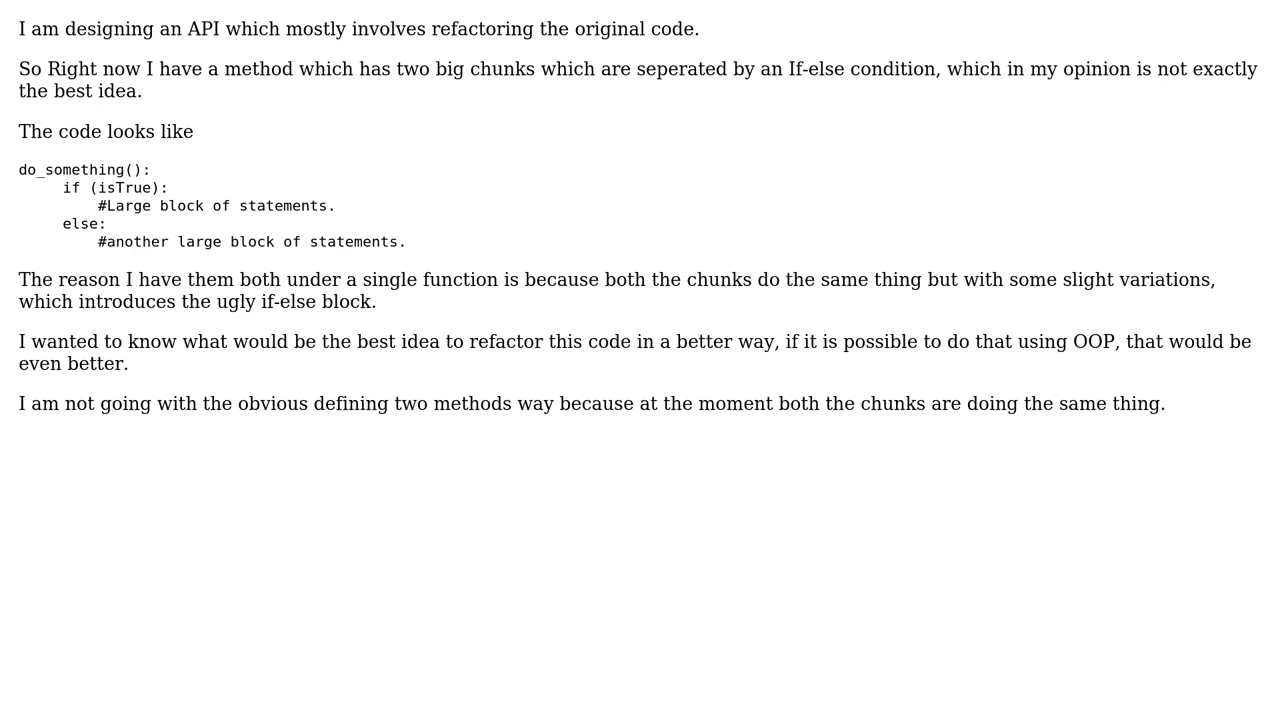 I am designing an API which mostly involves refactoring the original code.
So Right now I have a method which has two big chunks which are seperated by an If-else condition, which in my opinion is not exactly
the best idea.
The code looks like
do_something():
     if (isTrue):
         #Large block of statements.
     else:
         #another large block of statements.
The reason I have them both under a single function is because both the chunks do the same thing but with some slight variations,
which introduces the ugly if-else block.
I wanted to know what would be the best idea to refactor this code in a better way, if it is possible to do that using OOP, that would be
even better.
I am not going with the obvious defining two methods way because at the moment both the chunks are doing the same thing.